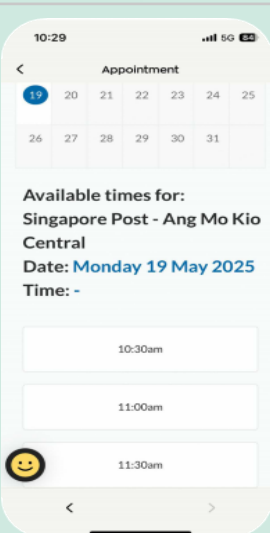 10:29
5G 84
Appointment
19 20 21 22 23 24 25
26 27 28 29 30 31
Available times for:
Singapore Post - Ang Mo Kio
Central
Date: Monday 19 May 2025
Time: -
10:30am
11:00am
11:30am